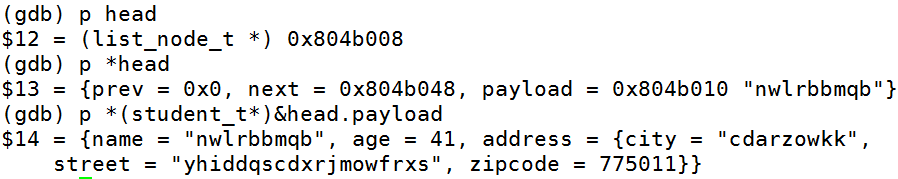 (gdb) p head
$12 = (list_node_t *) 0x804b008
(gdb) p *head
$13 = {prev = 0x0, next = 0x804b048, payload = 0x804b010 "nwlrbbmqb"}
(gdb) p *(student_t*)&head.payload
$14 = {name = "nwlrbbmqb", age = 41, address = {city = "cdarzowkk",
    street = "yhiddqscdxrjmowfrxs", zipcode = 775011}}